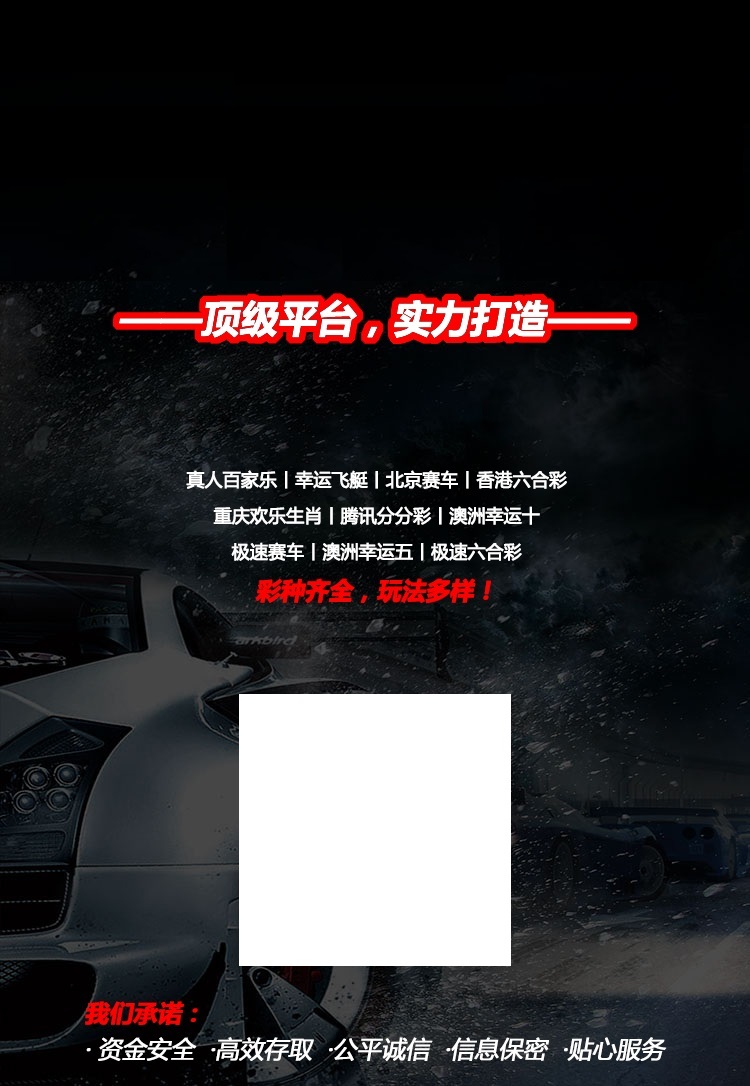 ——顶级平台，实力打造——
真人百家乐丨幸运飞艇丨北京赛车丨香港六合彩
重庆欢乐生肖丨腾讯分分彩丨澳洲幸运十
极速赛车丨澳洲幸运五丨极速六合彩
彩种齐全，玩法多样！
arkbird
我们承诺：
·资金安全 ·高效存取 ·公平诚信 ·信息保密 ·贴心服务